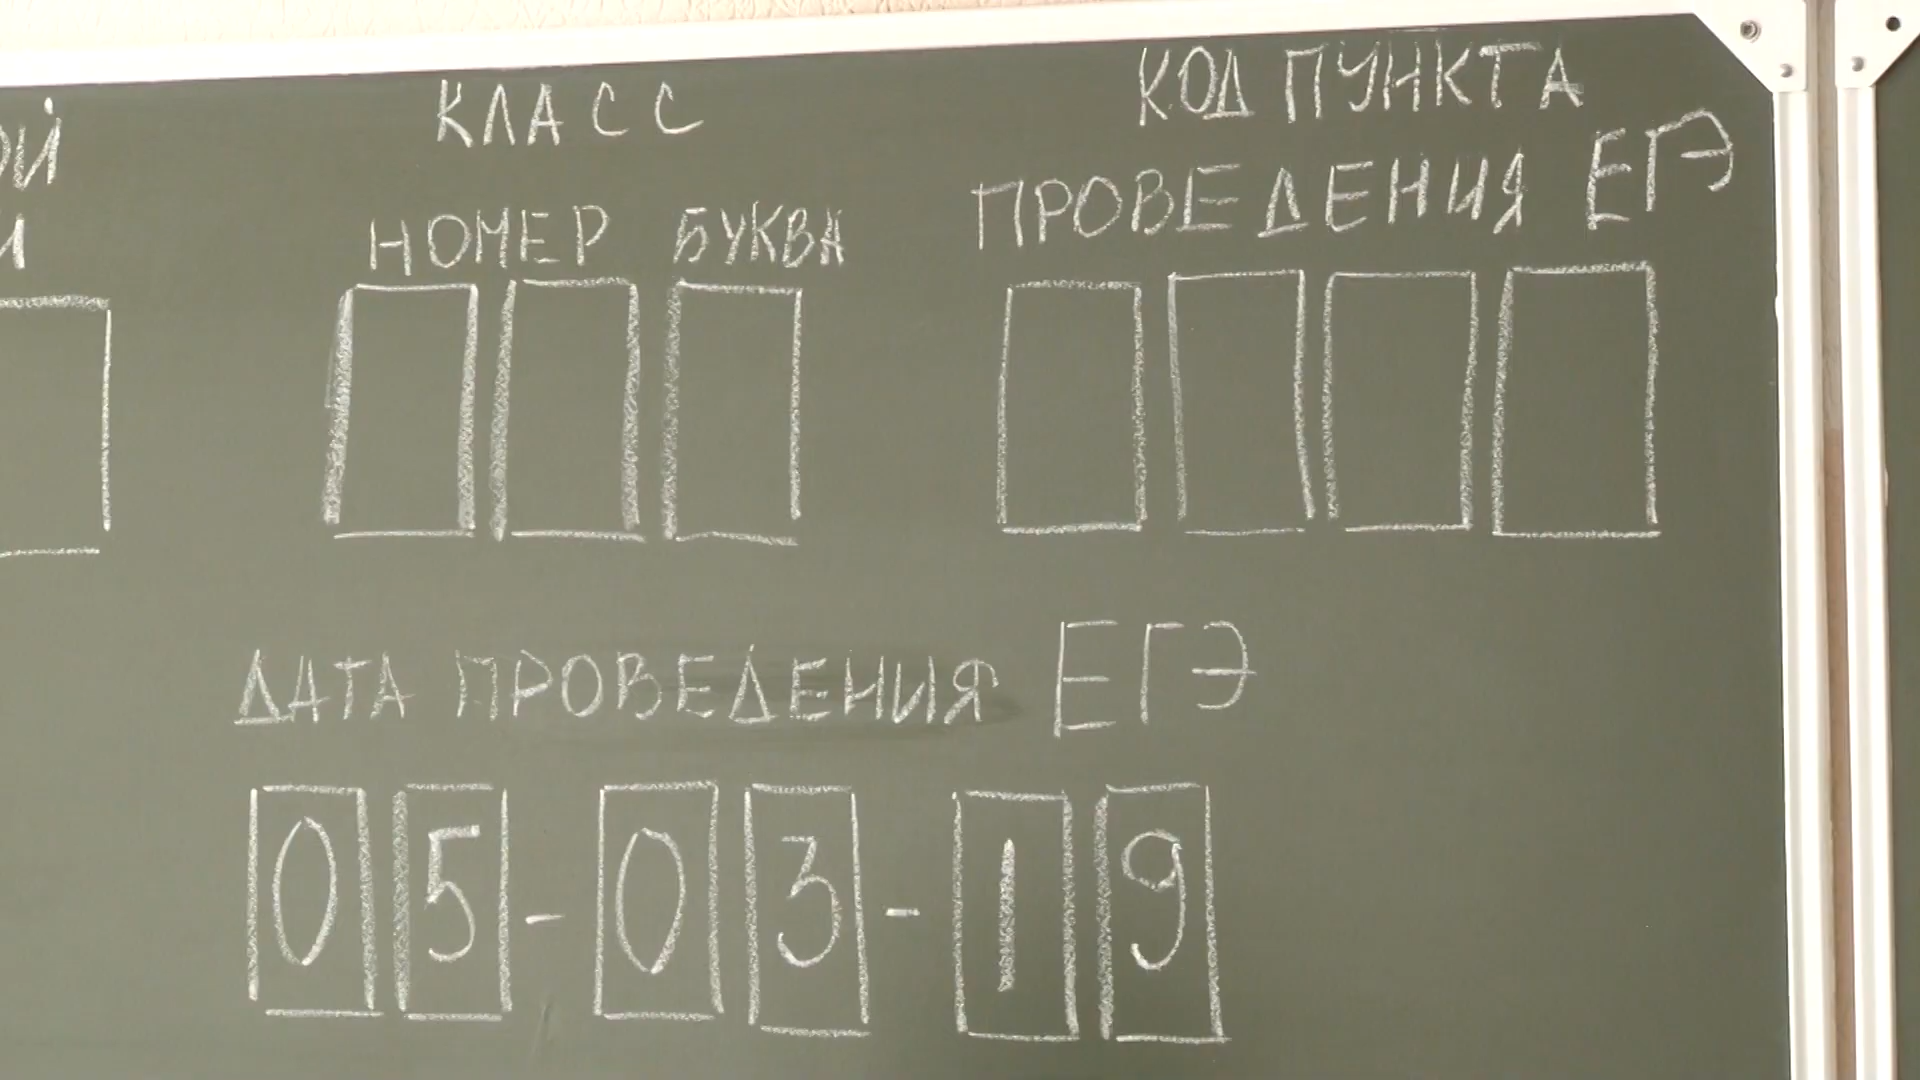 КЛАСС
НОМЕР БУКВА
КОД ПУНКТА
ПРОВЕДЕНИЯ ЕГЭ
ДАТА ПРОВЕДЕНИЯ ЕГЭ
05-03-19